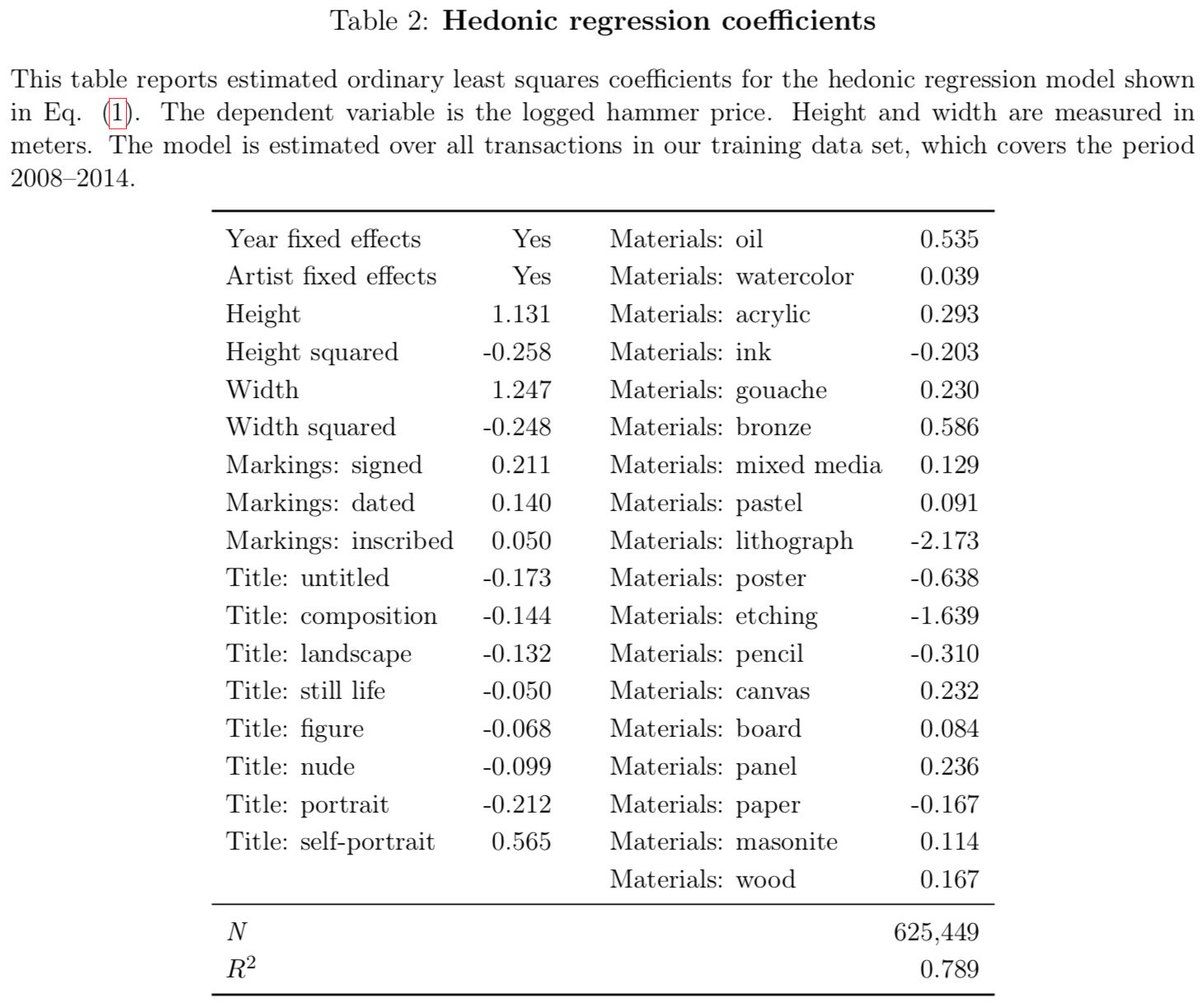 Table 2: Hedonic regression coefficients
This table reports estimated ordinary least squares coefficients for the hedonic regression model shown
in Eq. (1). The dependent variable is the logged hammer price. Height and width are measured in
meters. The model is estimated over all transactions in our training data set, which covers the period
2008–2014.
Year fixed effects Yes Materials: oil 0.535
Artist fixed effects Yes Materials: watercolor 0.039
Height 1.131 Materials: acrylic 0.293
Height squared -0.258 Materials: ink -0.203
Width 1.247 Materials: gouache 0.230
Width squared -0.248 Materials: bronze 0.586
Markings: signed 0.211 Materials: mixed media 0.129
Markings: dated 0.140 Materials: pastel 0.091
Markings: inscribed 0.050 Materials: lithograph -2.173
Title: untitled -0.173 Materials: poster -0.638
Title: composition -0.144 Materials: etching -1.639
Title: landscape -0.132 Materials: pencil -0.310
Title: still life -0.050 Materials: canvas 0.232
Title: figure -0.068 Materials: board 0.084
Title: nude -0.099 Materials: panel 0.236
Title: portrait -0.212 Materials: paper -0.167
Title: self-portrait 0.565 Materials: masonite 0.114
Materials: wood 0.167
N 625,449
R² 0.789